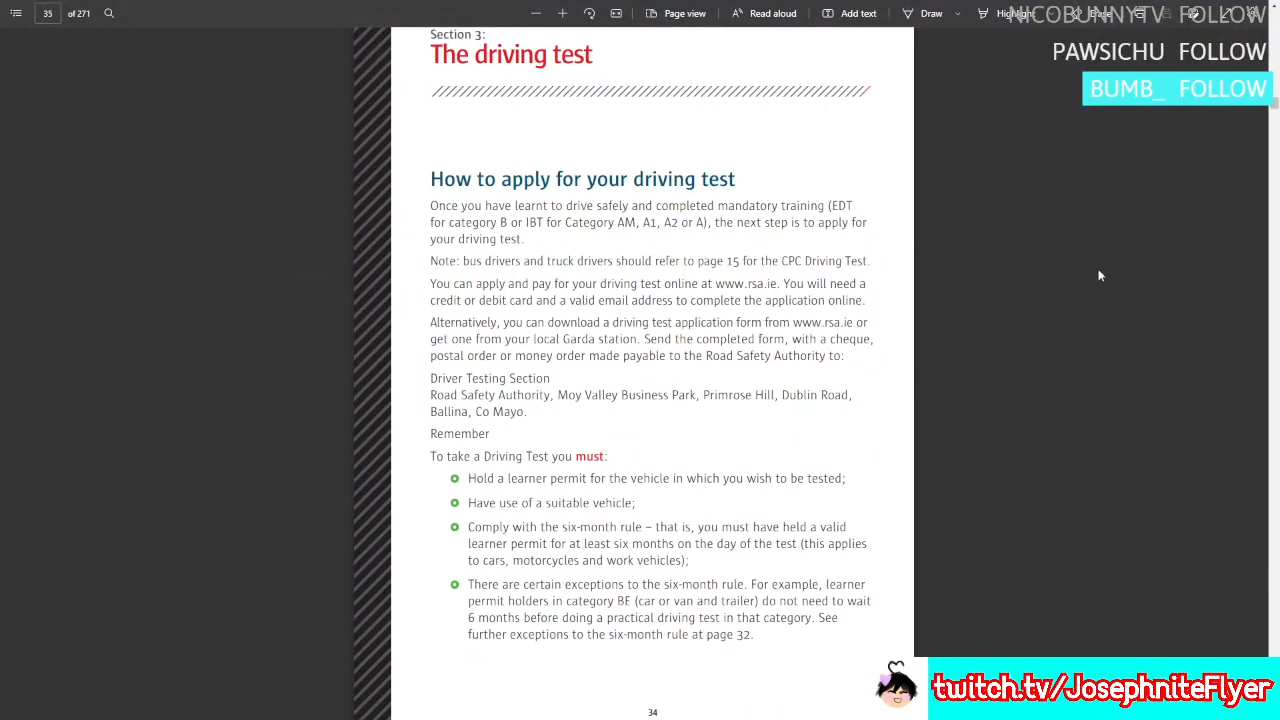 35 of 271
Page view
Read aloud
Add text
Draw
Highlight
Erase
NICOBUNNYTV FOLLOW
PAWSICHU FOLLOW
BUMB_ FOLLOW
Section 3:
The driving test
How to apply for your driving test
Once you have learnt to drive safely and completed mandatory training (EDT
for category B or IBT for Category AM, A1, A2 or A), the next step is to apply for
your driving test.
Note: bus drivers and truck drivers should refer to page 15 for the CPC Driving Test.
You can apply and pay for your driving test online at www.rsa.ie. You will need a
credit or debit card and a valid email address to complete the application online.
Alternatively, you can download a driving test application form from www.rsa.ie or
get one from your local Garda station. Send the completed form, with a cheque,
postal order or money order made payable to the Road Safety Authority to:
Driver Testing Section
Road Safety Authority, Moy Valley Business Park, Primrose Hill, Dublin Road,
Ballina, Co Mayo.
Remember
To take a Driving Test you must:
Hold a learner permit for the vehicle in which you wish to be tested;
Have use of a suitable vehicle;
Comply with the six-month rule – that is, you must have held a valid
learner permit for at least six months on the day of the test (this applies
to cars, motorcycles and work vehicles);
There are certain exceptions to the six-month rule. For example, learner
permit holders in category BE (car or van and trailer) do not need to wait
6 months before doing a practical driving test in that category. See
further exceptions to the six-month rule at page 32.
34
twitch.tv/JosephniteFlyer